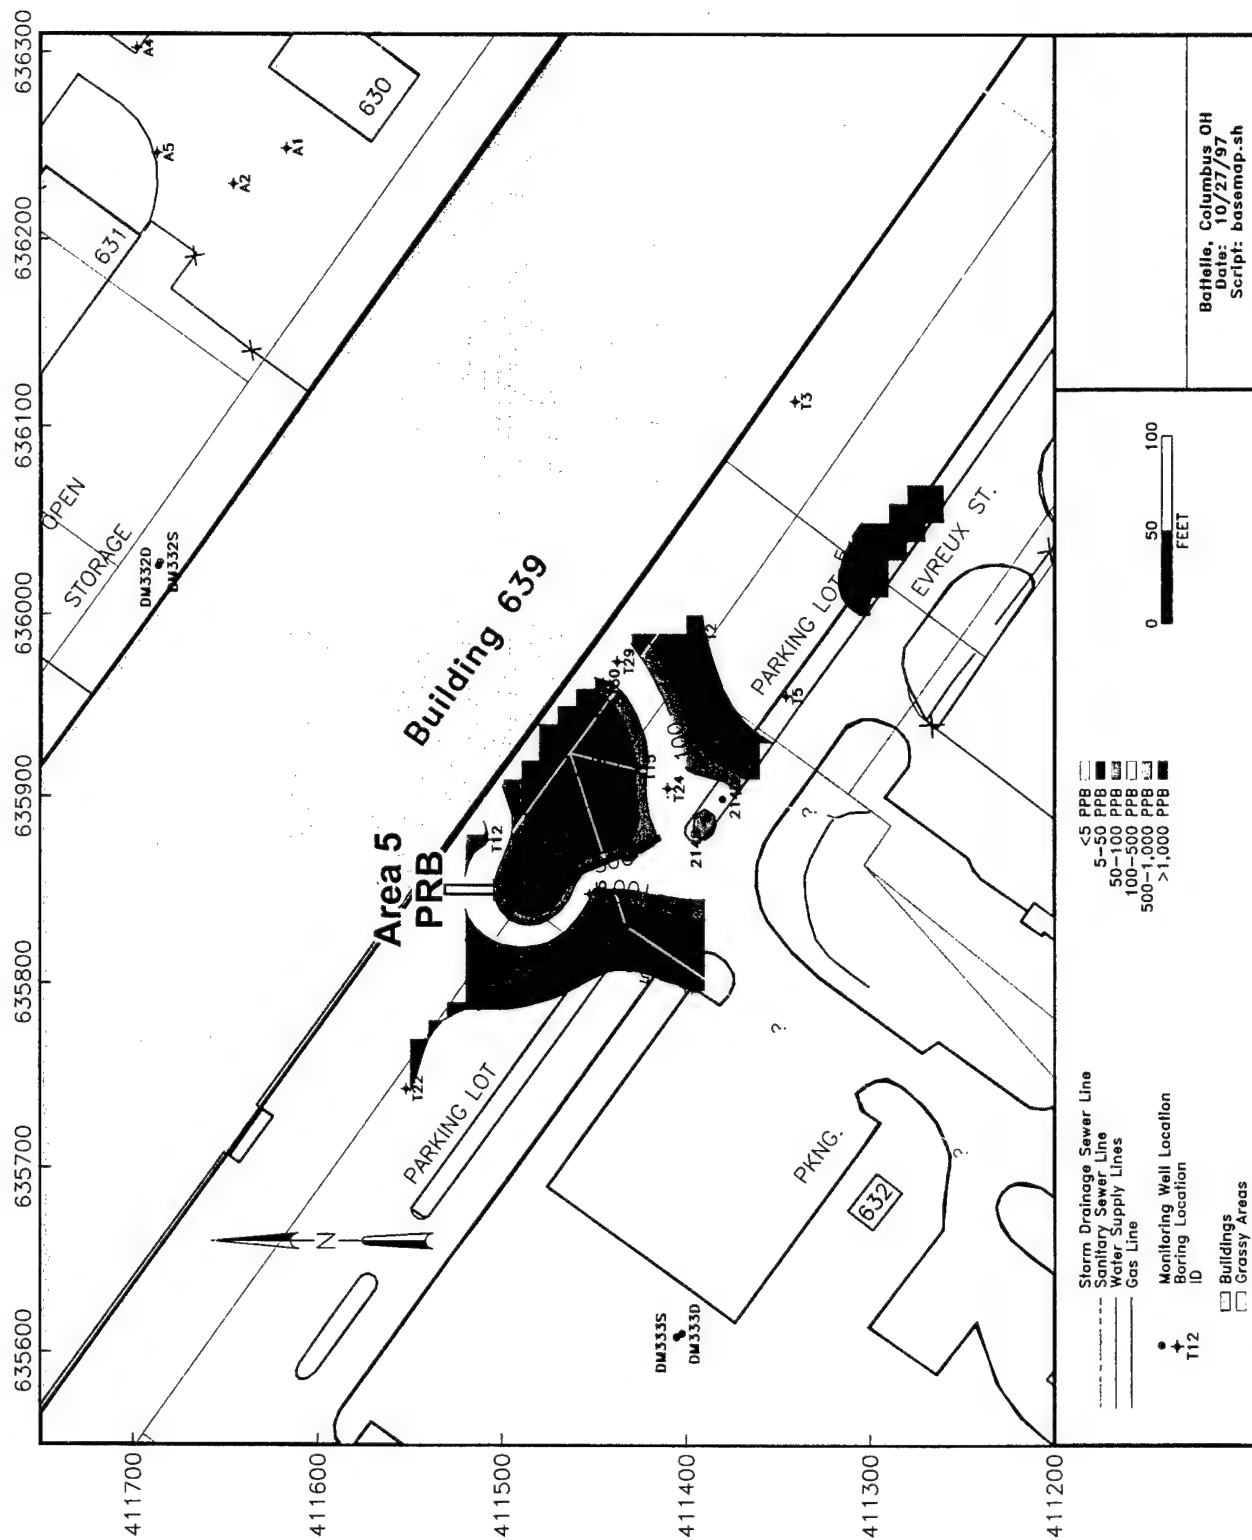 636300
636200
636100
636000
635900
635800
635700
635600
411700
411600
411500
411400
411300
411200
A4
A5
A2
A1
630
631
OPEN
STORAGE
DM332D
DM332S
Building 639
Area 5
PRB
T12
T29
T13
T24
T3
T5
T22
100
214
214
PARKING LOT
EVREUX ST.
PARKING LOT
N
PKNG.
632
?
?
?
DM333S
DM333D
Storm Drainage Sewer Line
Sanitary Sewer Line
Water Supply Lines
Gas Line
Monitoring Well Location
Boring Location
T12 ID
Buildings
Grassy Areas
<5 PPB
5-50 PPB
50-100 PPB
100-500 PPB
500-1,000 PPB
>1,000 PPB
0 50 100
FEET
Battelle, Columbus OH
Date: 10/27/97
Script: basemap.sh